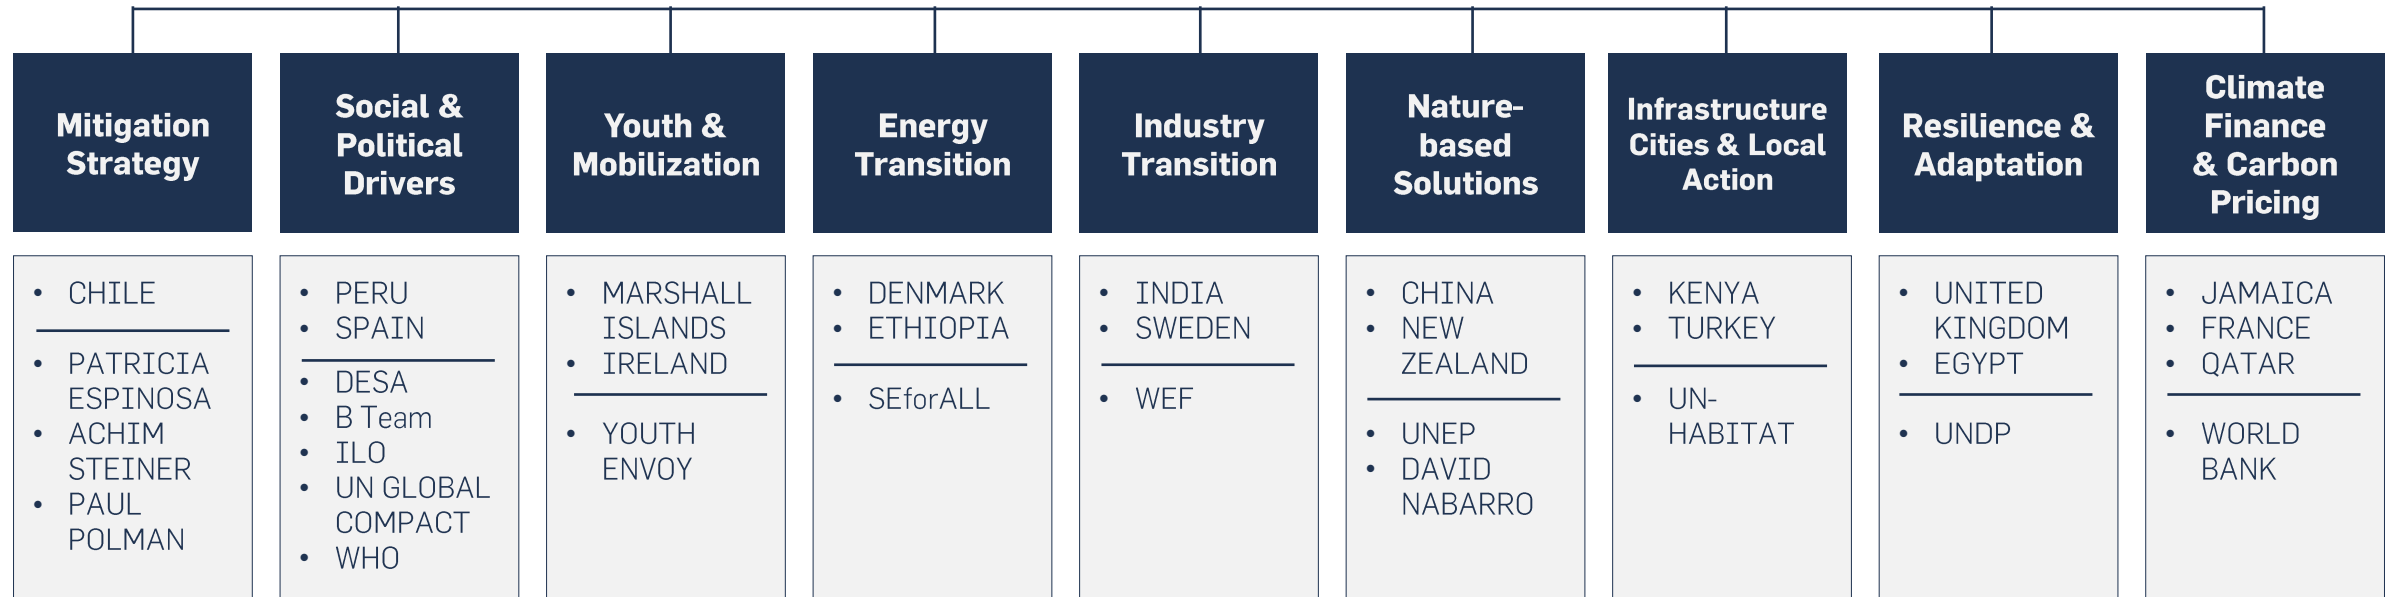 Mitigation
Strategy
Social &
Political
Drivers
Youth &
Mobilization
Energy
Transition
Industry
Transition
Nature-
based
Solutions
Infrastructure
Cities & Local
Action
Resilience &
Adaptation
Climate
Finance
& Carbon
Pricing
• CHILE
• PATRICIA
ESPINOSA
• ACHIM
STEINER
• PAUL
POLMAN
• PERU
• SPAIN
• DESA
• B Team
• ILO
• UN GLOBAL
COMPACT
• WHO
• MARSHALL
ISLANDS
• IRELAND
• YOUTH
ENVOY
• DENMARK
• ETHIOPIA
• SEforALL
• INDIA
• SWEDEN
• WEF
• CHINA
• NEW
ZEALAND
• UNEP
• DAVID
NABARRO
• KENYA
• TURKEY
• UN-
HABITAT
• UNITED
KINGDOM
• EGYPT
• UNDP
• JAMAICA
• FRANCE
• QATAR
• WORLD
BANK